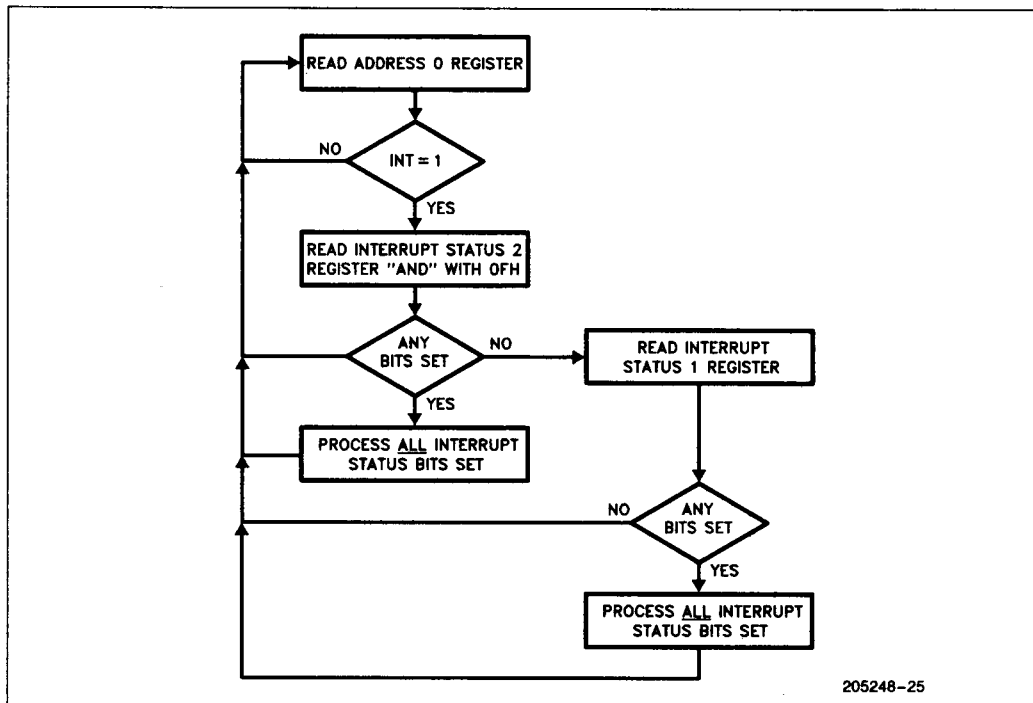 READ ADDRESS 0 REGISTER
NO
INT = 1
YES
READ INTERRUPT STATUS 2
REGISTER "AND" WITH 0FH
ANY
BITS SET
NO
READ INTERRUPT
STATUS 1 REGISTER
YES
PROCESS ALL INTERRUPT
STATUS BITS SET
NO
ANY
BITS SET
YES
PROCESS ALL INTERRUPT
STATUS BITS SET
205248-25